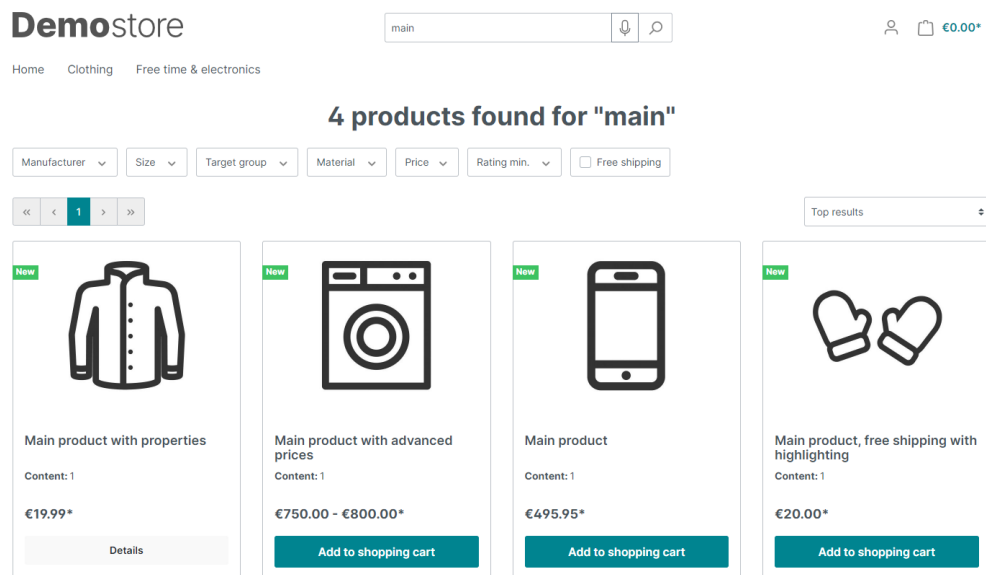 Demostore
main
€0.00*
Home Clothing Free time & electronics
4 products found for "main"
Manufacturer Size Target group Material Price Rating min. Free shipping
« ‹ 1 › »
Top results
New New New New
Main product with properties
Content: 1
€19.99*
Details
Main product with advanced
prices
Content: 1
€750.00 - €800.00*
Add to shopping cart
Main product
Content: 1
€495.95*
Add to shopping cart
Main product, free shipping with
highlighting
Content: 1
€20.00*
Add to shopping cart